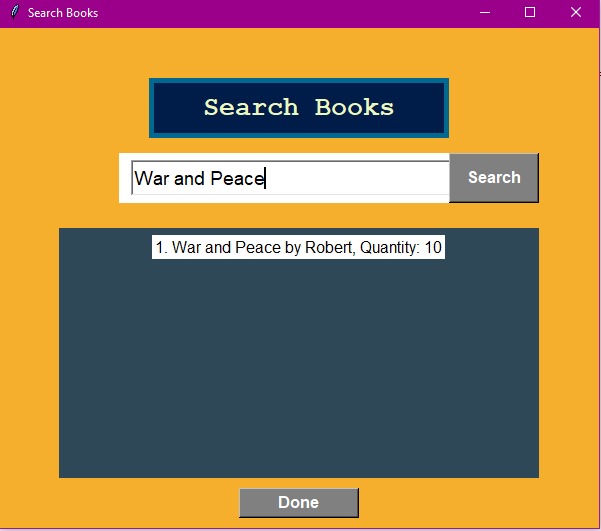 Search Books
Search Books
War and Peace
Search
1. War and Peace by Robert, Quantity: 10
Done